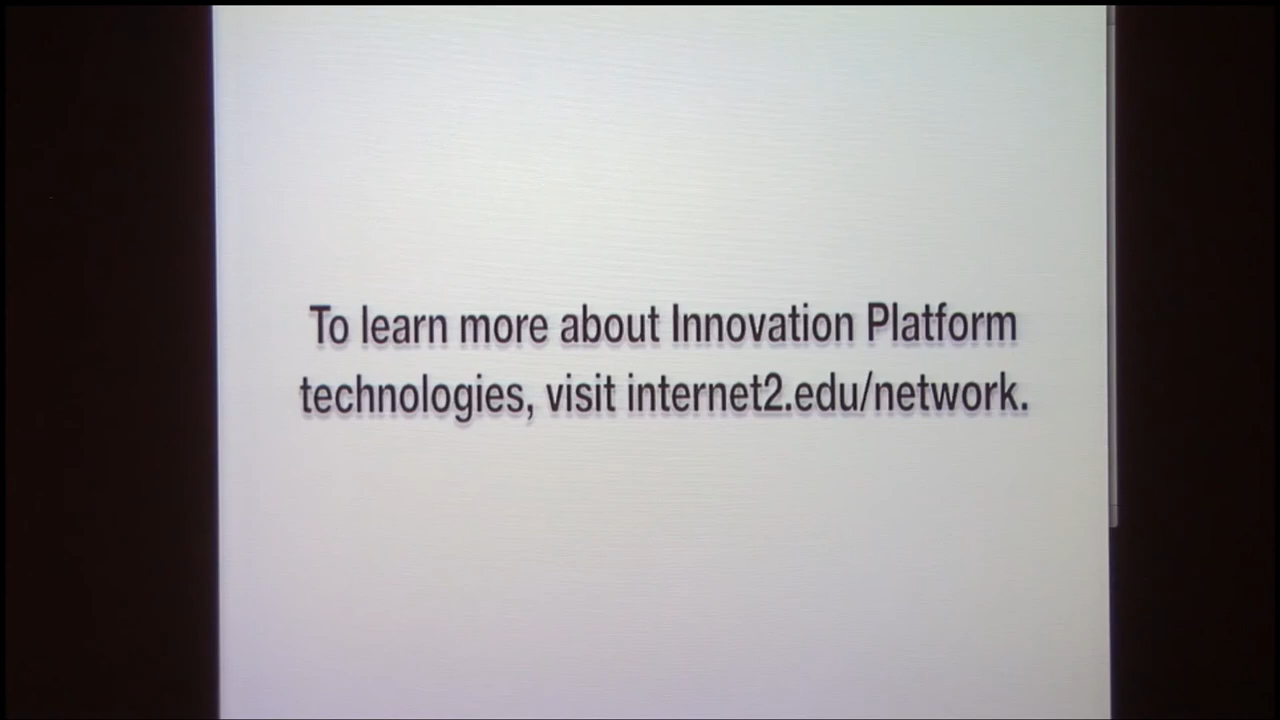 To learn more about Innovation Platform
technologies, visit internet2.edu/network.